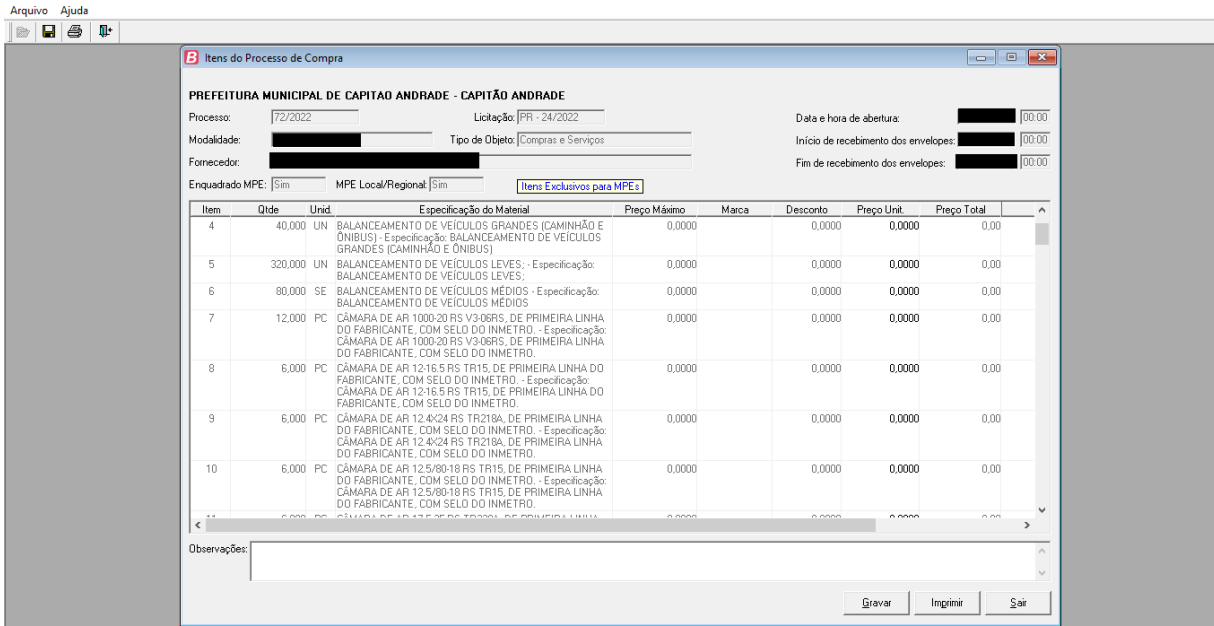 Arquivo Ajuda
B Itens do Processo de Compra
PREFEITURA MUNICIPAL DE CAPITAO ANDRADE - CAPITÃO ANDRADE
Processo: 72/2022 Licitação: PR - 24/2022 Data e hora de abertura: 00:00
Modalidade: Tipo de Objeto: Compras e Serviços Início de recebimento dos envelopes: 00:00
Fornecedor: Fim de recebimento dos envelopes: 00:00
Enquadrado MPE: Sim MPE Local/Regional: Sim Itens Exclusivos para MPEs
Item Qtde Unid. Especificação do Material Preço Máximo Marca Desconto Preço Unit. Preço Total
4 40,000 UN BALANCEAMENTO DE VEÍCULOS GRANDES (CAMINHÃO E 0,0000 0,0000 0,0000 0,00
ÔNIBUS) - Especificação: BALANCEAMENTO DE VEÍCULOS
GRANDES (CAMINHÃO E ÔNIBUS)
5 320,000 UN BALANCEAMENTO DE VEÍCULOS LEVES; - Especificação: 0,0000 0,0000 0,0000 0,00
BALANCEAMENTO DE VEÍCULOS LEVES;
6 80,000 SE BALANCEAMENTO DE VEÍCULOS MÉDIOS - Especificação: 0,0000 0,0000 0,0000 0,00
BALANCEAMENTO DE VEÍCULOS MÉDIOS
7 12,000 PC CÂMARA DE AR 1000-20 RS V3-06RS, DE PRIMEIRA LINHA 0,0000 0,0000 0,0000 0,00
DO FABRICANTE, COM SELO DO INMETRO. - Especificação:
CÂMARA DE AR 1000-20 RS V3-06RS, DE PRIMEIRA LINHA
DO FABRICANTE, COM SELO DO INMETRO.
8 6,000 PC CÂMARA DE AR 12-16.5 RS TR15, DE PRIMEIRA LINHA DO 0,0000 0,0000 0,0000 0,00
FABRICANTE, COM SELO DO INMETRO. - Especificação:
CÂMARA DE AR 12-16.5 RS TR15, DE PRIMEIRA LINHA DO
FABRICANTE, COM SELO DO INMETRO.
9 6,000 PC CÂMARA DE AR 12.4X24 RS TR218A, DE PRIMEIRA LINHA 0,0000 0,0000 0,0000 0,00
DO FABRICANTE, COM SELO DO INMETRO. - Especificação:
CÂMARA DE AR 12.4X24 RS TR218A, DE PRIMEIRA LINHA
DO FABRICANTE, COM SELO DO INMETRO.
10 6,000 PC CÂMARA DE AR 12.5/80-18 RS TR15, DE PRIMEIRA LINHA 0,0000 0,0000 0,0000 0,00
DO FABRICANTE, COM SELO DO INMETRO. - Especificação:
CÂMARA DE AR 12.5/80-18 RS TR15, DE PRIMEIRA LINHA
DO FABRICANTE, COM SELO DO INMETRO.
Observações:
Gravar Imprimir Sair